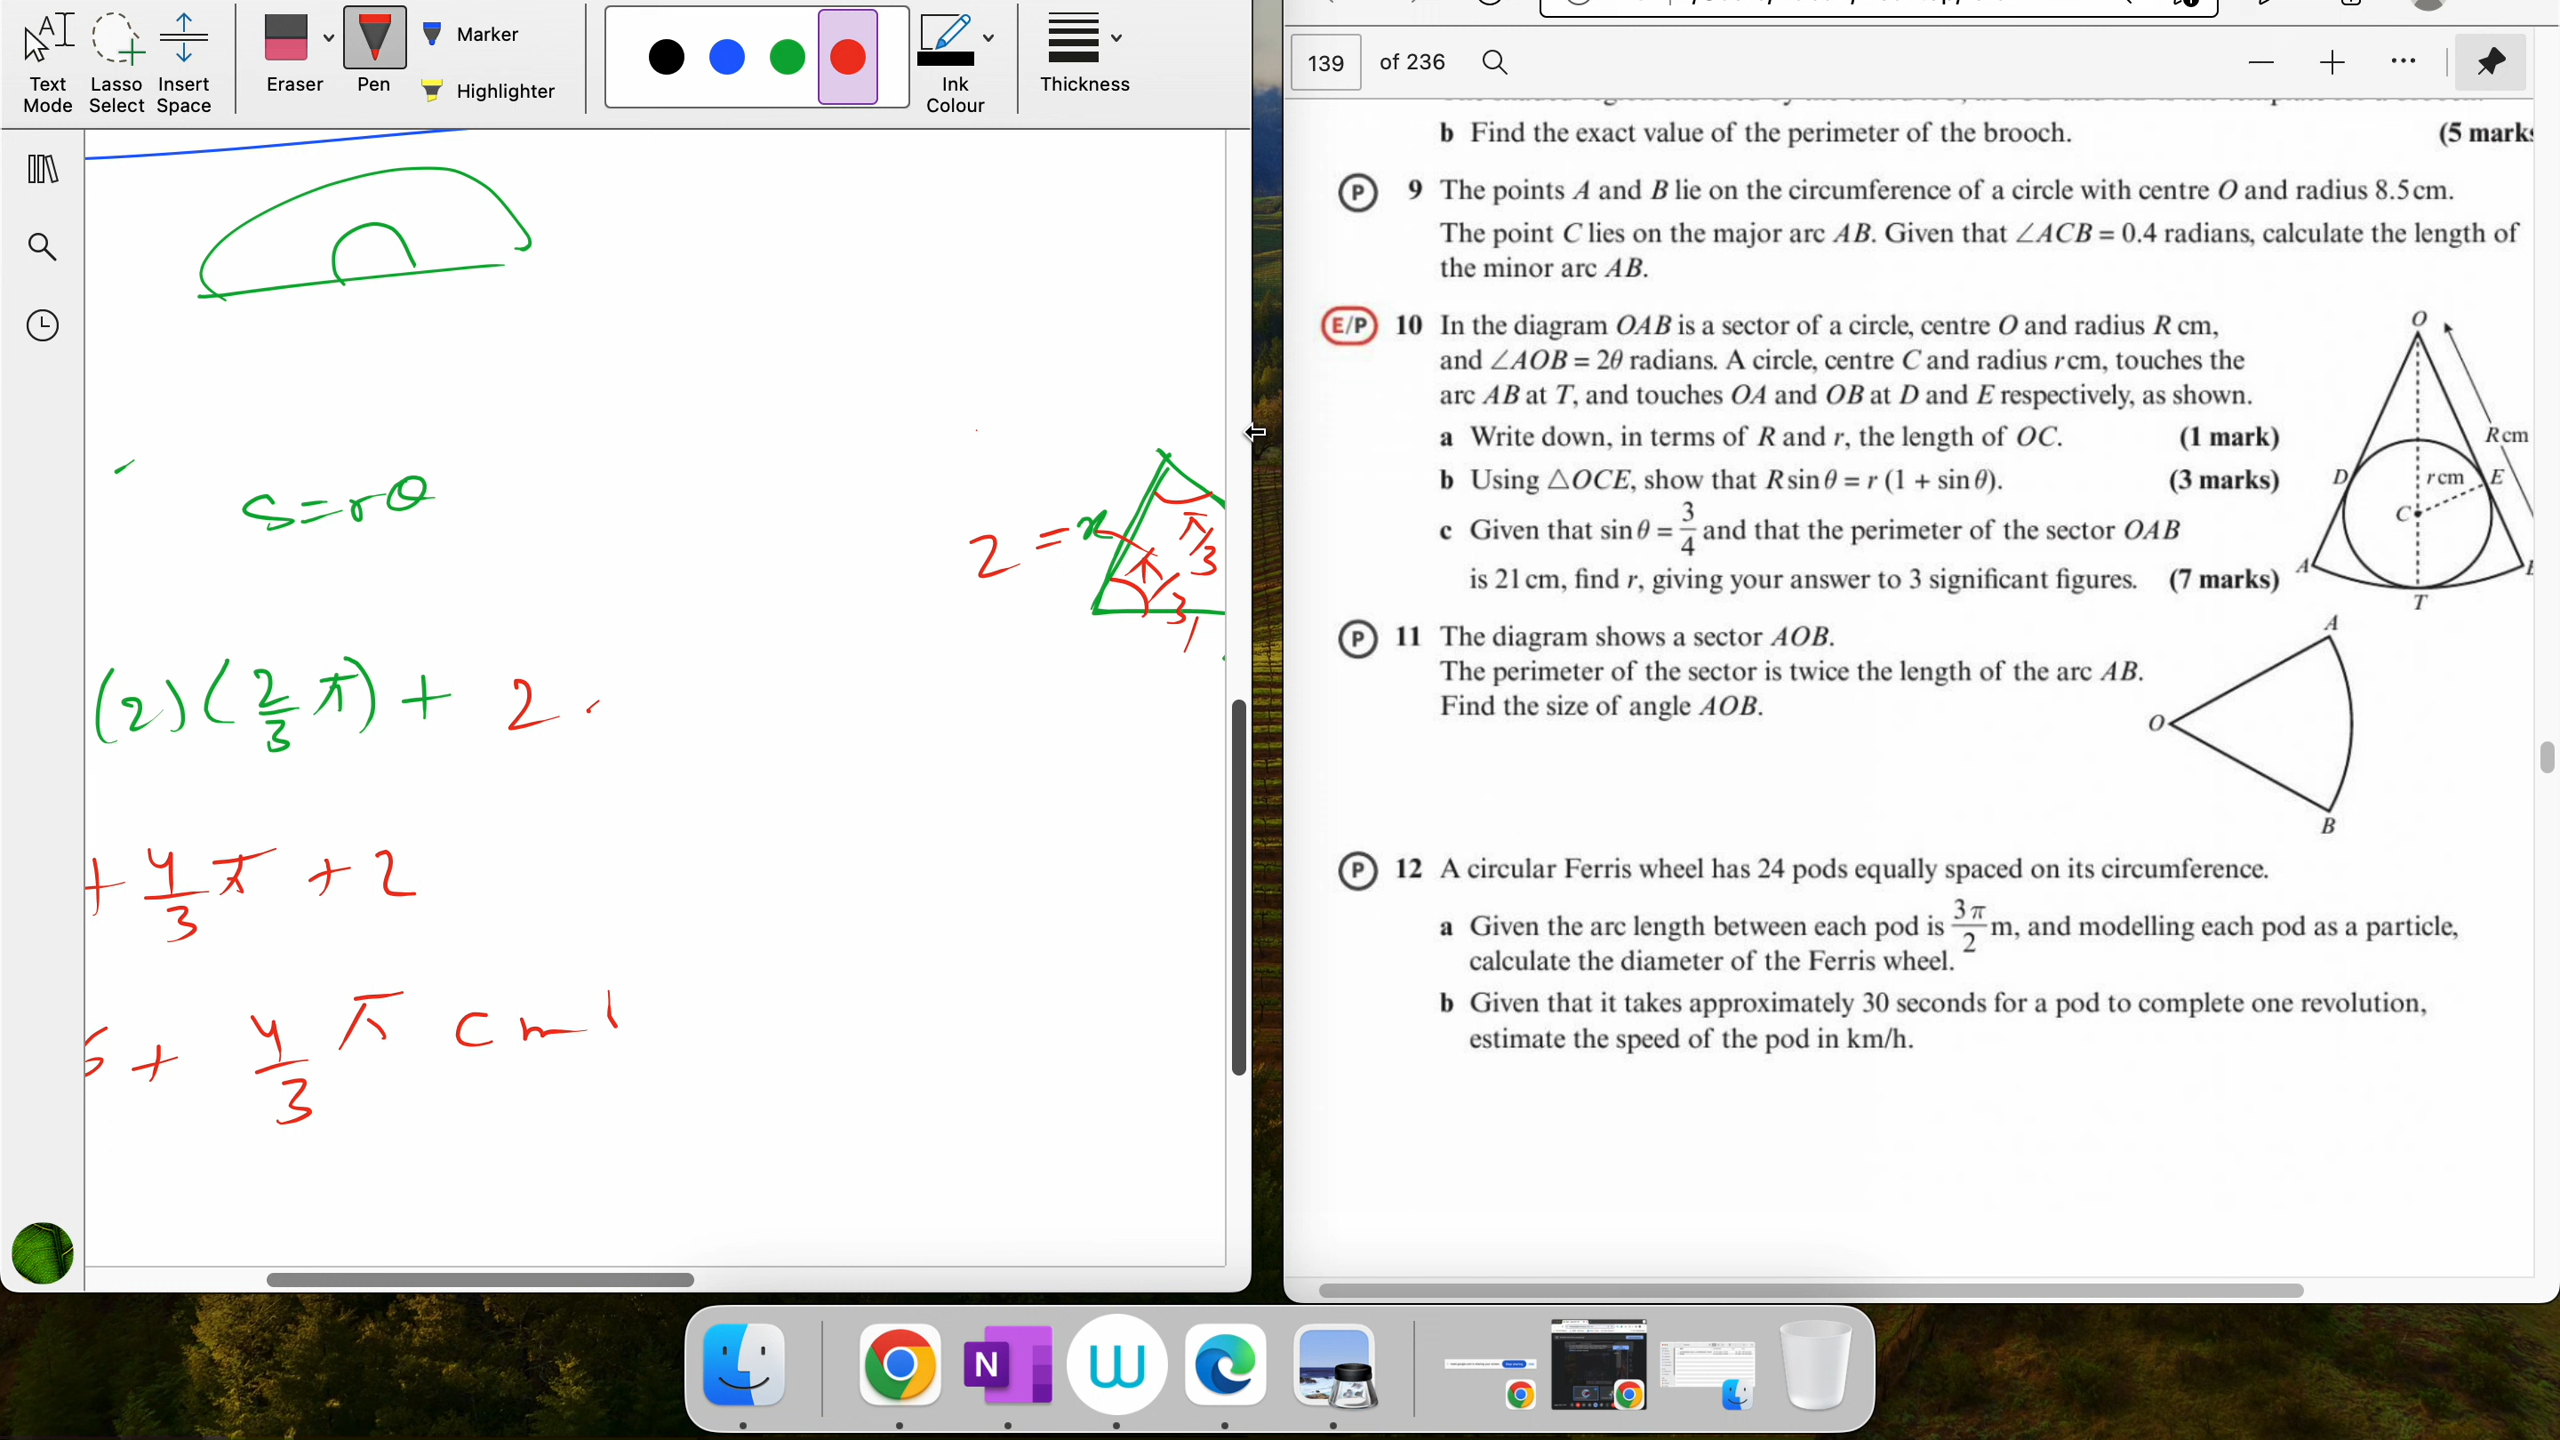 Text Mode
Lasso Select
Insert Space
Eraser
Pen
Marker
Highlighter
Ink Colour
Thickness
S=rθ
2 = x
π/3
π/3
(2)(2/3 π) + 2.
+ 4/3 π + 2
+ 4/3 π cm
139 of 236
b Find the exact value of the perimeter of the brooch. (5 marks
P 9 The points A and B lie on the circumference of a circle with centre O and radius 8.5 cm.
The point C lies on the major arc AB. Given that ∠ACB = 0.4 radians, calculate the length of
the minor arc AB.
E/P 10 In the diagram OAB is a sector of a circle, centre O and radius R cm,
and ∠AOB = 2θ radians. A circle, centre C and radius r cm, touches the
arc AB at T, and touches OA and OB at D and E respectively, as shown.
a Write down, in terms of R and r, the length of OC. (1 mark)
b Using △OCE, show that R sin θ = r (1 + sin θ). (3 marks)
c Given that sin θ = 3/4 and that the perimeter of the sector OAB
is 21 cm, find r, giving your answer to 3 significant figures. (7 marks)
O
R cm
D
r cm
E
C
A
T
P 11 The diagram shows a sector AOB.
The perimeter of the sector is twice the length of the arc AB.
Find the size of angle AOB.
A
O
B
P 12 A circular Ferris wheel has 24 pods equally spaced on its circumference.
a Given the arc length between each pod is 3π/2 m, and modelling each pod as a particle,
calculate the diameter of the Ferris wheel.
b Given that it takes approximately 30 seconds for a pod to complete one revolution,
estimate the speed of the pod in km/h.
N
W